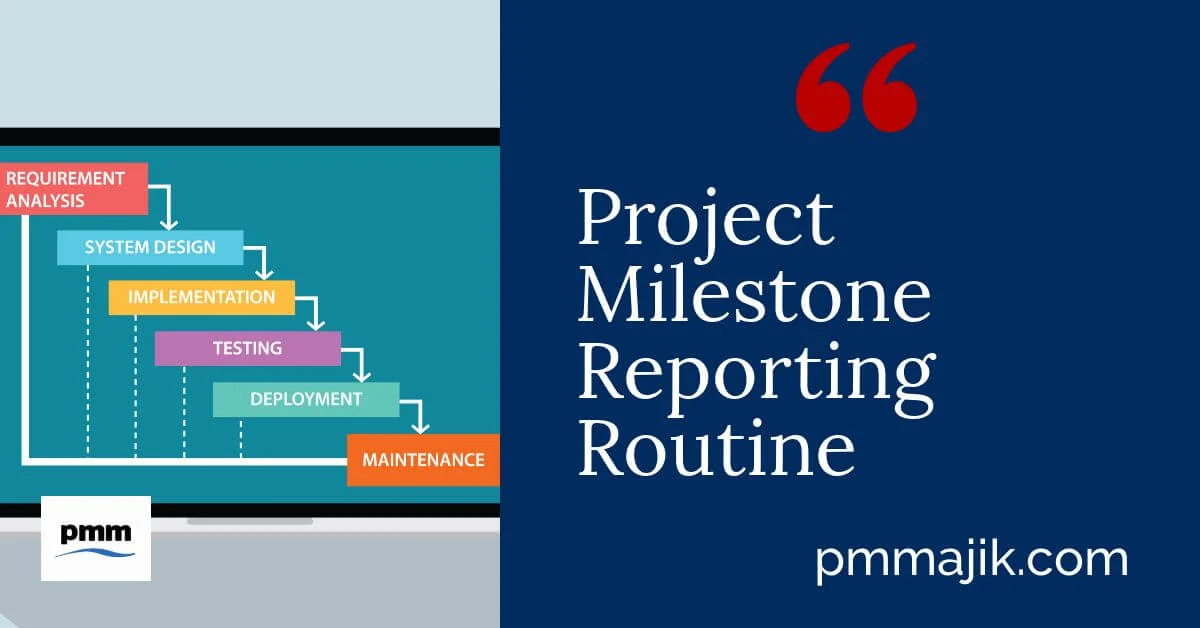 REQUIREMENT
ANALYSIS
SYSTEM DESIGN
IMPLEMENTATION
TESTING
DEPLOYMENT
MAINTENANCE
pmm
“
Project
Milestone
Reporting
Routine
pmmajik.com